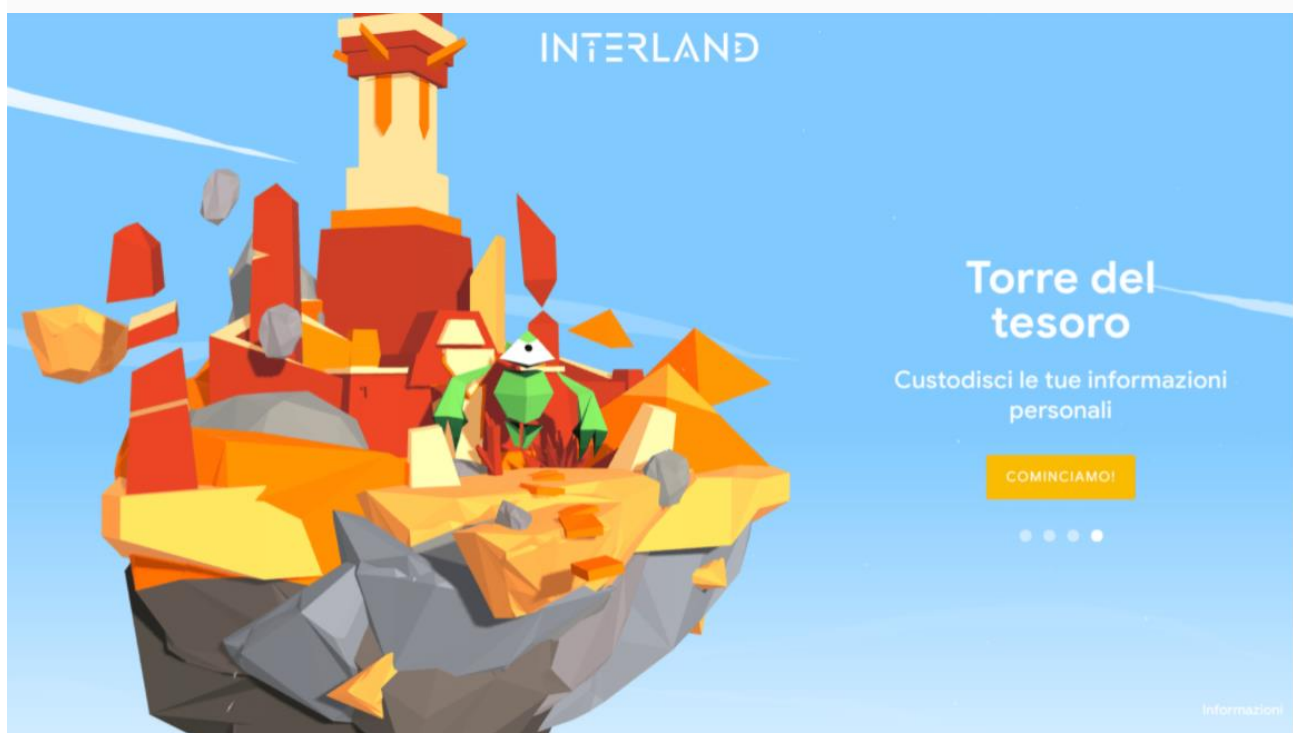 INTERLAND
Torre del
tesoro
Custodisci le tue informazioni
personali
COMINCIAMO!
Informazioni